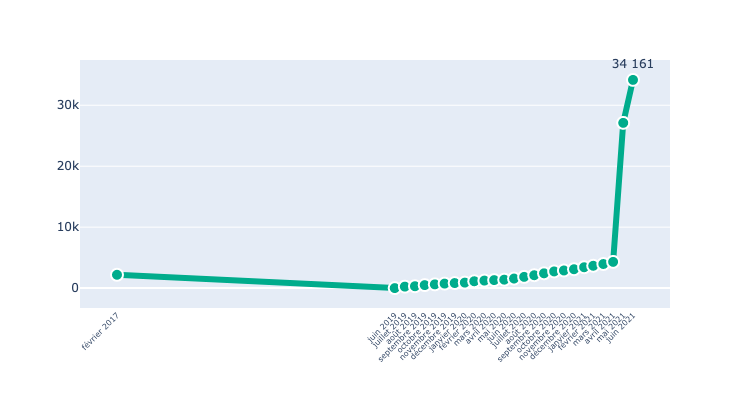 34 161
30k
20k
10k
0
février 2017
juin 2019
juillet 2019
août 2019
septembre 2019
octobre 2019
novembre 2019
décembre 2019
janvier 2020
février 2020
mars 2020
avril 2020
mai 2020
juin 2020
juillet 2020
août 2020
septembre 2020
octobre 2020
novembre 2020
décembre 2020
janvier 2021
février 2021
mars 2021
avril 2021
mai 2021
juin 2021